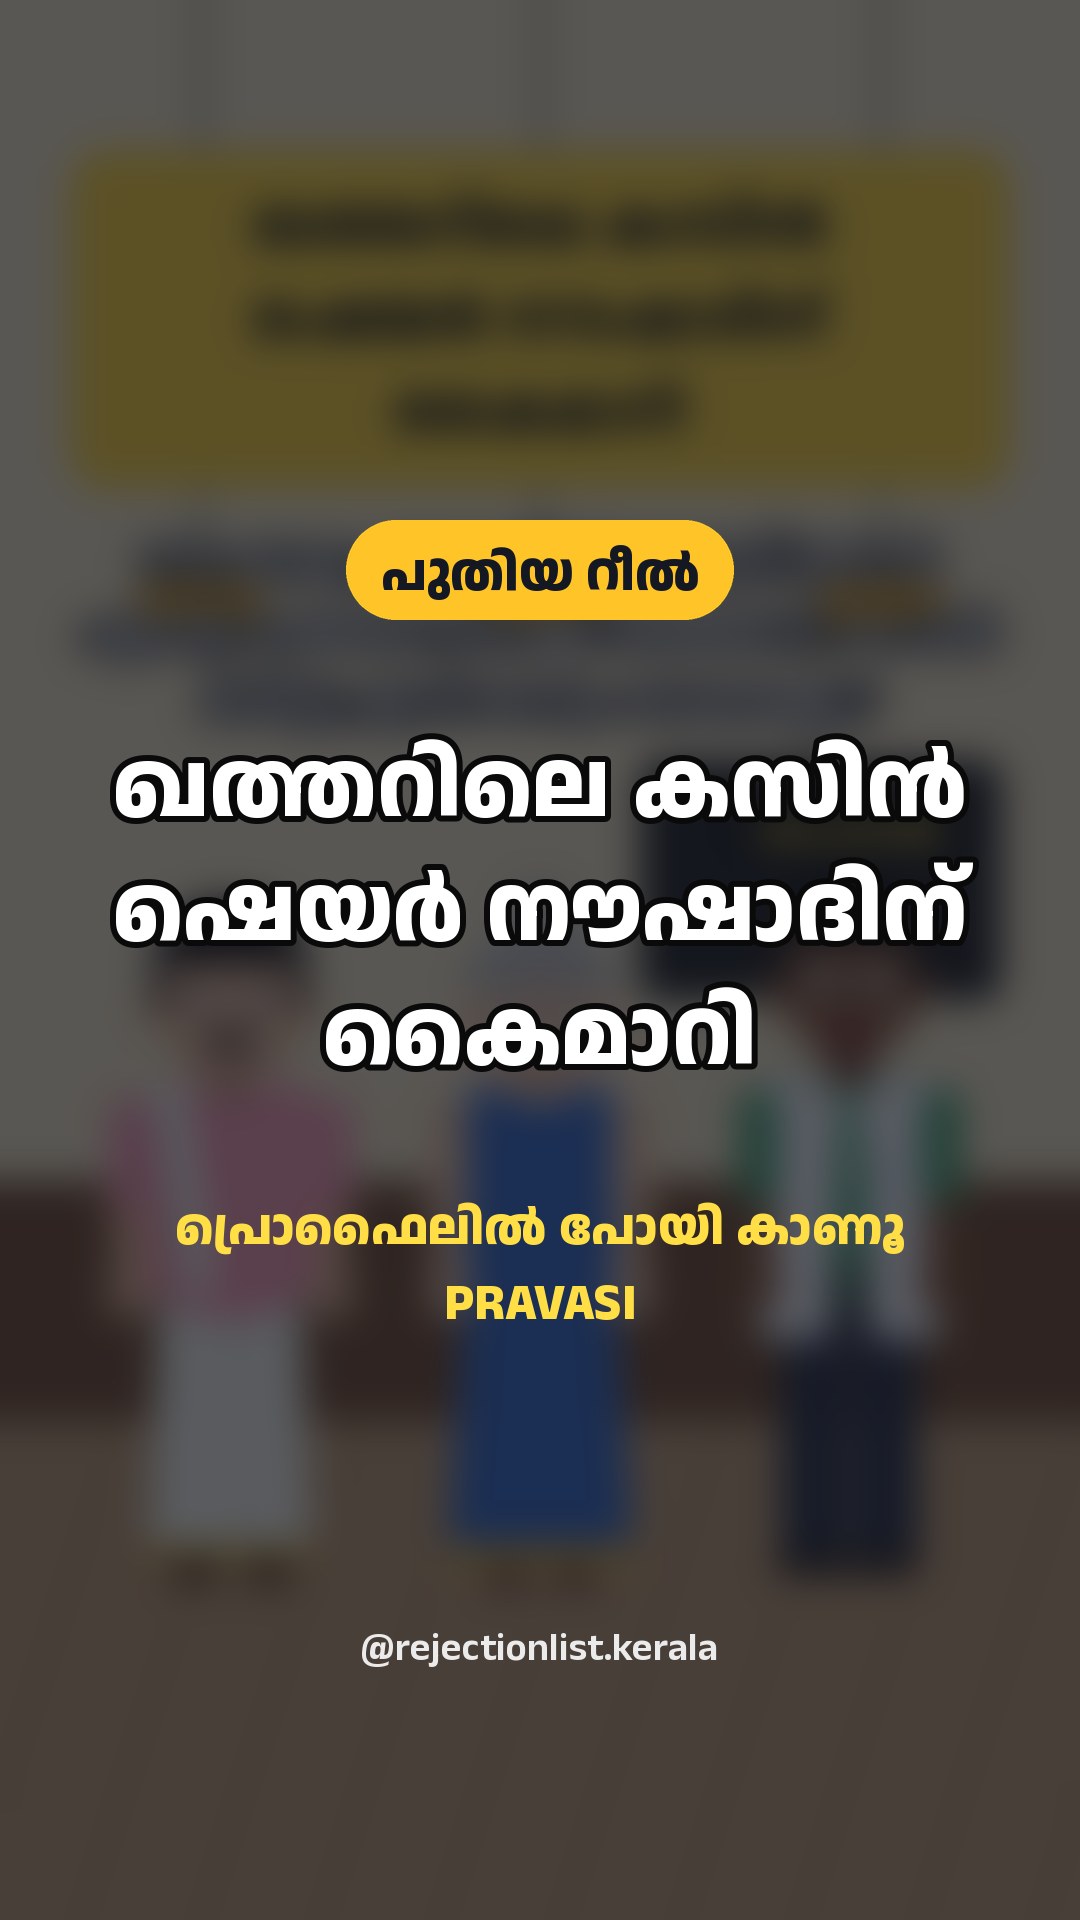 പുതിയ റീൽ
ഖത്തറിലെ കസിൻ
ഷെയർ നൗഷാദിന്
കൈമാറി
പ്രൊഫൈലിൽ പോയി കാണൂ
PRAVASI
@rejectionlist.kerala